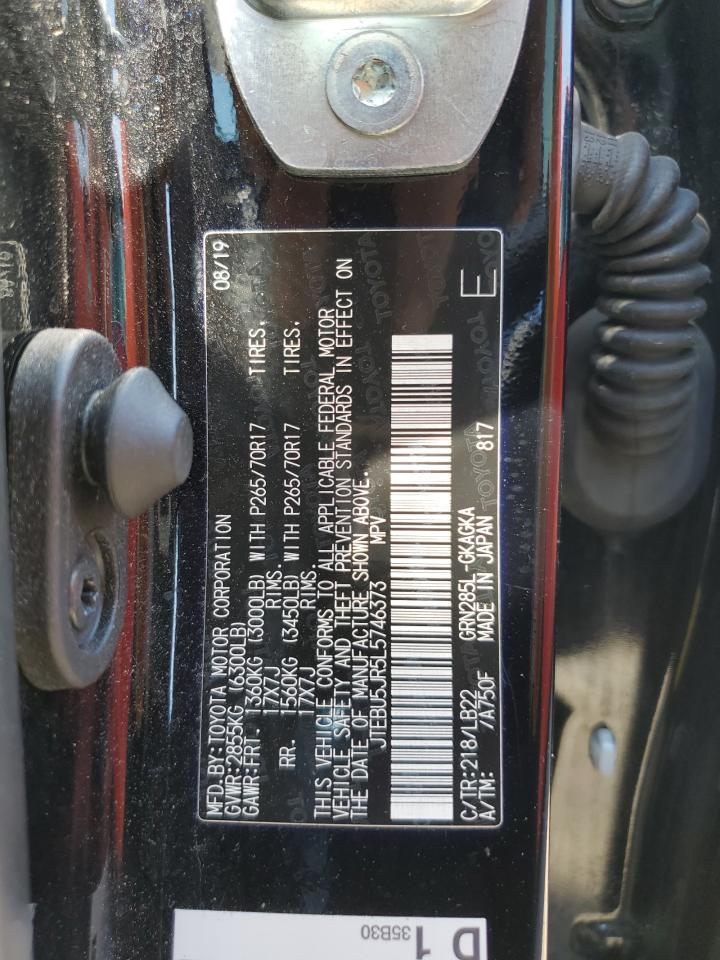 MFD.BY:TOYOTA MOTOR CORPORATION 08/19
GVWR:2855KG (6300LB)
GAWR:FRT. 1360KG (3000LB) WITH P265/70R17 TIRES.
17X7J RIMS.
RR. 1560KG (3450LB) WITH P265/70R17 TIRES.
17X7J RIMS.
THIS VEHICLE CONFORMS TO ALL APPLICABLE FEDERAL MOTOR
VEHICLE SAFETY AND THEFT PREVENTION STANDARDS IN EFFECT ON
THE DATE OF MANUFACTURE SHOWN ABOVE.
JTEBU5JR5L5746373 MPV
E
C/TR:218/LB22 GRN285L-GKAGKA
A/TM: 7A750F MADE IN JAPAN 817
D1
35B30